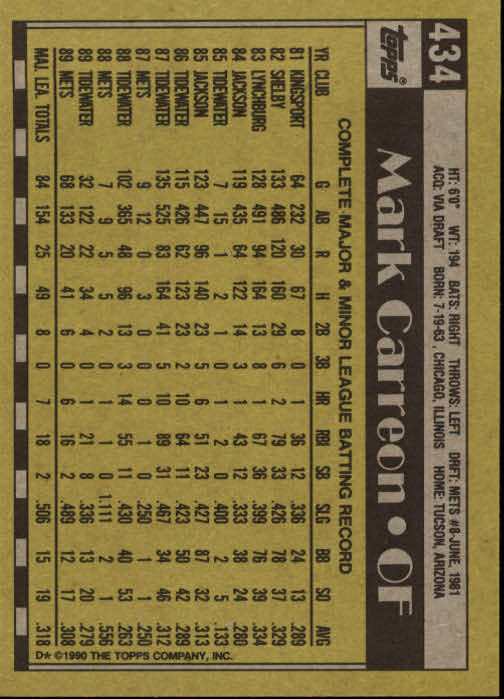 434
topps®
Mark Carreon • OF
HT: 6'0" WT: 194 BATS: RIGHT THROWS: LEFT DRFT: METS #8-JUNE, 1981
ACQ: VIA DRAFT BORN: 7-19-63, CHICAGO, ILLINOIS HOME: TUCSON, ARIZONA
COMPLETE MAJOR & MINOR LEAGUE BATTING RECORD
YR CLUB G AB R H 2B 3B HR RBI SB SLG BB SO AVG
81 KINGSPORT 64 232 30 67 8 0 1 36 12 .336 24 13 .289
82 SHELBY 133 486 120 160 29 6 2 79 33 .426 78 37 .329
83 LYNCHBURG 128 491 94 164 13 8 1 67 36 .399 76 39 .334
84 JACKSON 119 435 64 122 14 3 1 43 12 .333 38 24 .280
85 TIDEWATER 7 15 1 2 1 0 1 2 0 .400 2 5 .133
85 JACKSON 123 447 96 140 23 5 6 51 23 .427 87 32 .313
86 TIDEWATER 115 426 62 123 23 2 10 64 11 .423 50 42 .289
87 TIDEWATER 135 525 83 164 41 5 10 89 31 .467 34 46 .312
87 METS 9 12 0 3 0 0 0 1 0 .250 1 1 .250
88 TIDEWATER 102 365 48 96 13 3 14 55 11 .430 40 53 .263
88 METS 7 9 5 5 2 0 1 1 0 1.111 2 1 .556
89 TIDEWATER 32 122 22 34 4 0 1 21 8 .336 13 20 .279
89 METS 68 133 20 41 6 0 6 16 2 .489 12 17 .308
MAJ. LEA. TOTALS 84 154 25 49 8 0 7 18 2 .506 15 19 .318
D* ©1990 THE TOPPS COMPANY, INC.